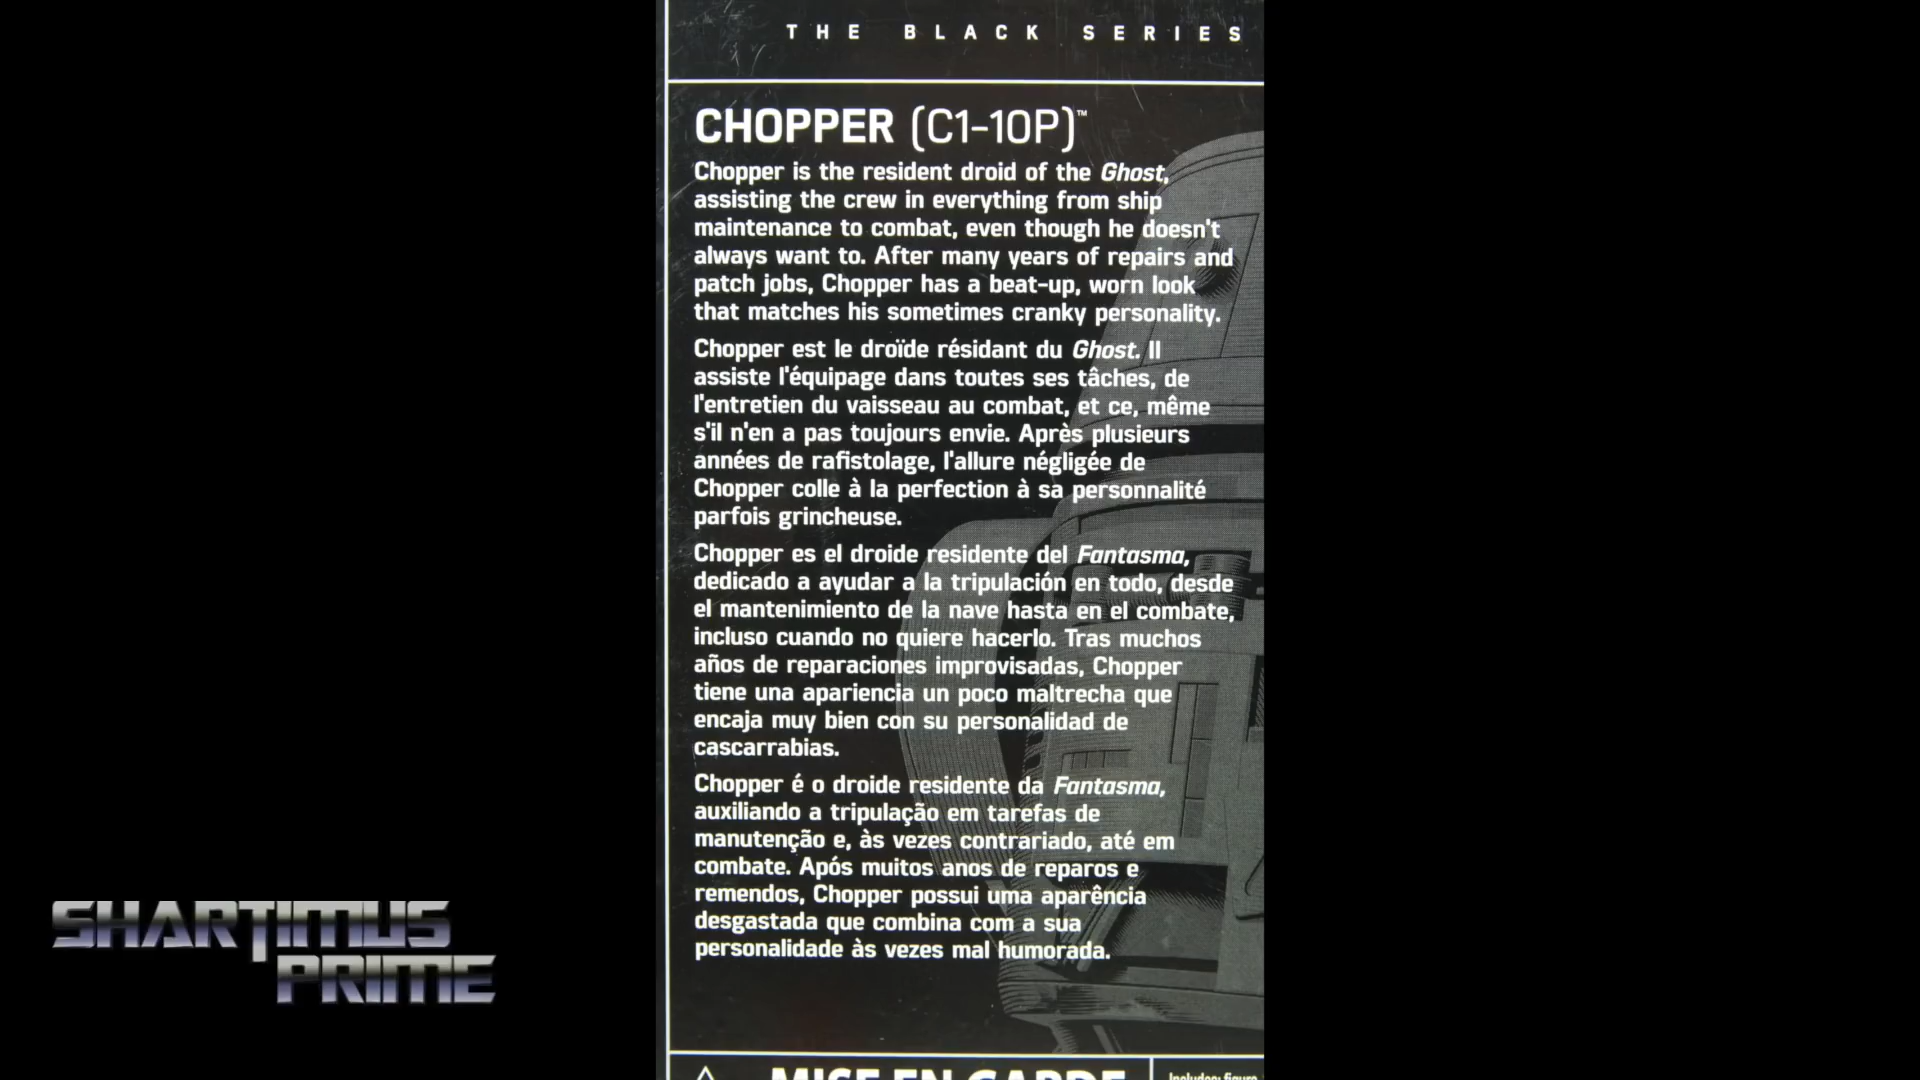 THE BLACK SERIES
CHOPPER (C1-10P)™
Chopper is the resident droid of the Ghost,
assisting the crew in everything from ship
maintenance to combat, even though he doesn't
always want to. After many years of repairs and
patch jobs, Chopper has a beat-up, worn look
that matches his sometimes cranky personality.
Chopper est le droïde résidant du Ghost. Il
assiste l'équipage dans toutes ses tâches, de
l'entretien du vaisseau au combat, et ce, même
s'il n'en a pas toujours envie. Après plusieurs
années de rafistolage, l'allure négligée de
Chopper colle à la perfection à sa personnalité
parfois grincheuse.
Chopper es el droide residente del Fantasma,
dedicado a ayudar a la tripulación en todo, desde
el mantenimiento de la nave hasta en el combate,
incluso cuando no quiere hacerlo. Tras muchos
años de reparaciones improvisadas, Chopper
tiene una apariencia un poco maltrecha que
encaja muy bien con su personalidad de
cascarrabias.
Chopper é o droide residente da Fantasma,
auxiliando a tripulação em tarefas de
manutenção e, às vezes contrariado, até em
combate. Após muitos anos de reparos e
remendos, Chopper possui uma aparência
desgastada que combina com a sua
personalidade às vezes mal humorada.
MISE EN GARDE
Includes: figure
SHARTIMUS
PRIME